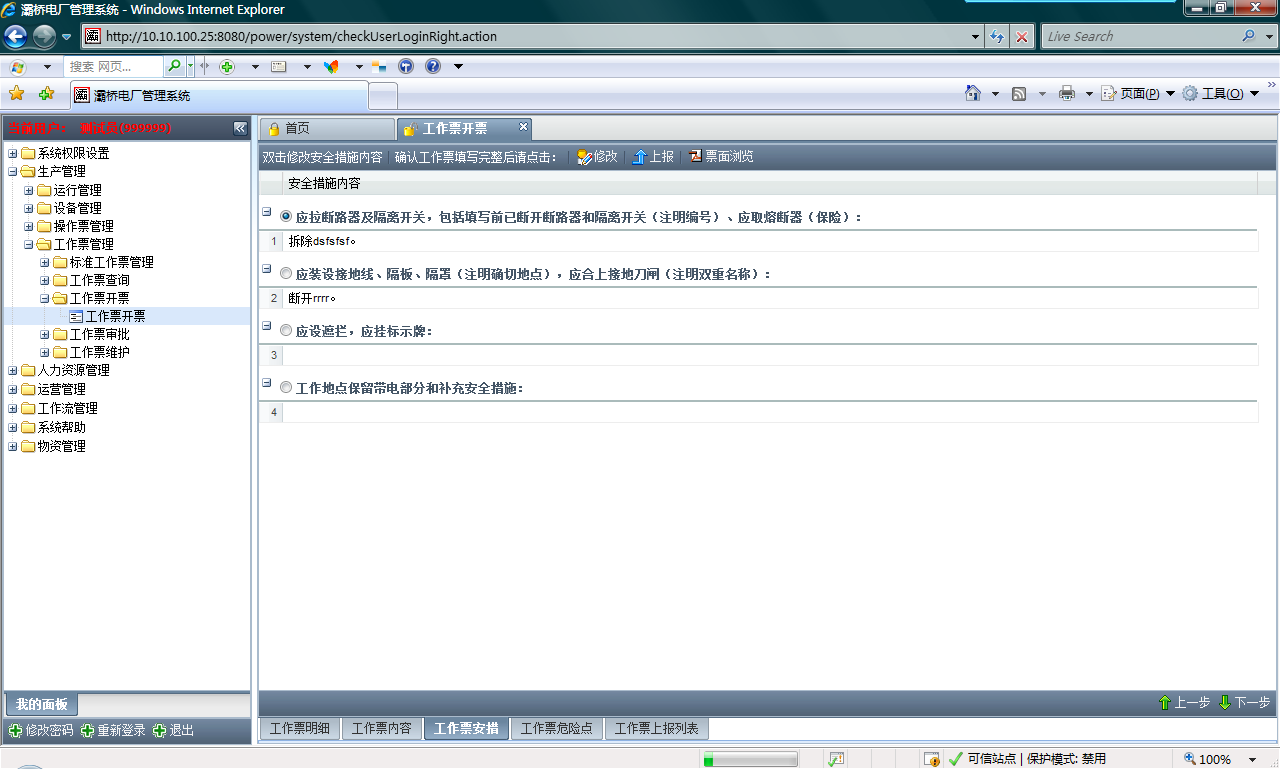 灞桥电厂管理系统 - Windows Internet Explorer
http://10.10.100.25:8080/power/system/checkUserLoginRight.action
Live Search
搜索 网页...
灞桥电厂管理系统
页面(P)
工具(O)
当前用户： 测试员(999999)
系统权限设置
生产管理
运行管理
设备管理
操作票管理
工作票管理
标准工作票管理
工作票查询
工作票开票
工作票开票
工作票审批
工作票维护
人力资源管理
运营管理
工作流管理
系统帮助
物资管理
我的面板
修改密码 重新登录 退出
首页 工作票开票
双击修改安全措施内容 确认工作票填写完整后请点击： 修改 上报 票面浏览
安全措施内容
应拉断路器及隔离开关，包括填写前已断开断路器和隔离开关（注明编号）、应取熔断器（保险）：
1 拆除dsfsfsf。
应装设接地线、隔板、隔罩（注明确切地点），应合上接地刀闸（注明双重名称）：
2 断开rrrr。
应设遮拦，应挂标示牌：
3
工作地点保留带电部分和补充安全措施：
4
上一步 下一步
工作票明细 工作票内容 工作票安措 工作票危险点 工作票上报列表
可信站点 | 保护模式: 禁用
100%